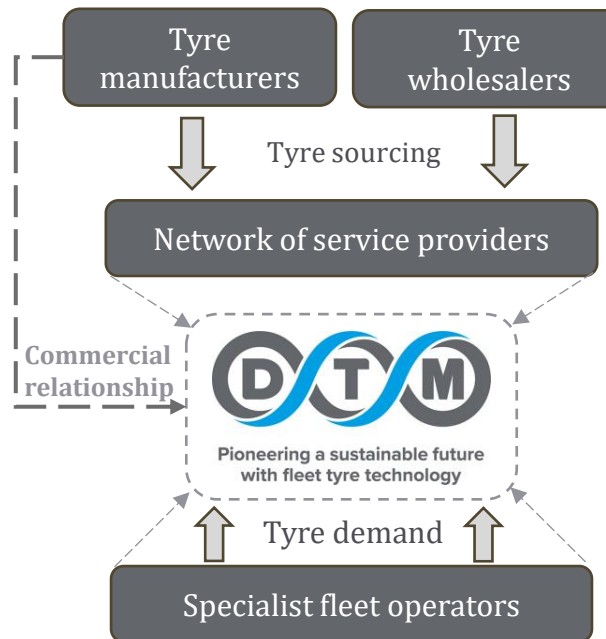 Tyre
manufacturers
Tyre
wholesalers
Tyre sourcing
Network of service providers
Commercial
relationship
DTM
Pioneering a sustainable future
with fleet tyre technology
Tyre demand
Specialist fleet operators